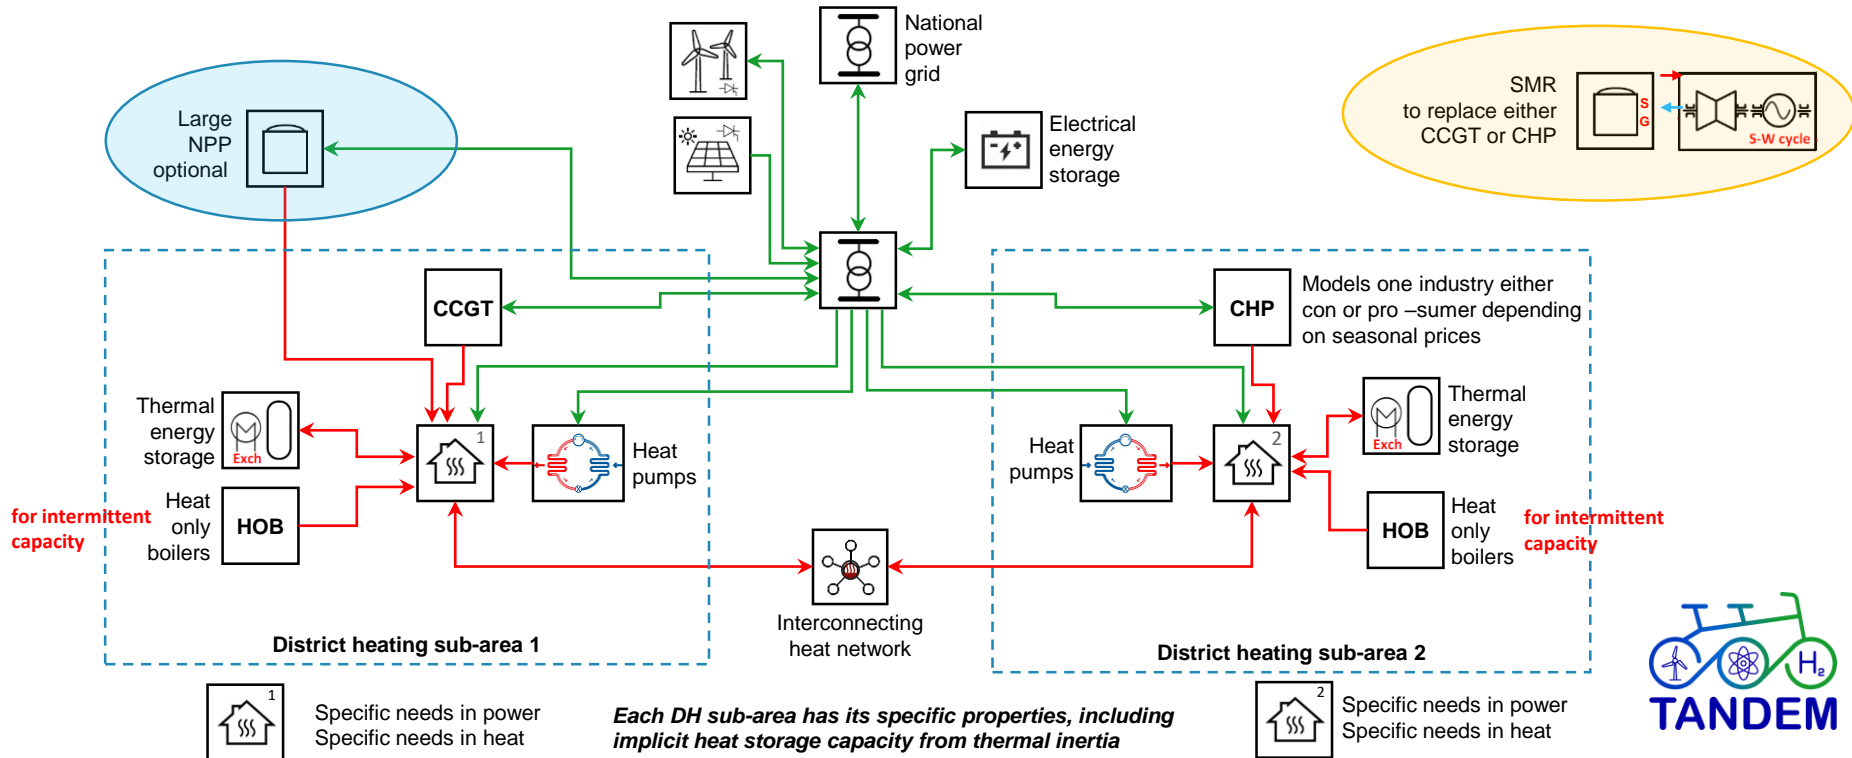 National
power
grid
Large
NPP
optional
Electrical
energy
storage
SMR
to replace either
CCGT or CHP
S
G
S-W cycle
CCGT
CHP
Models one industry either
con or pro –sumer depending
on seasonal prices
Thermal
energy
storage
Exch
1
Heat
pumps
for intermittent
capacity
Heat
only
boilers
HOB
Heat
pumps
2
Exch
Thermal
energy
storage
HOB
Heat
only
boilers
for intermittent
capacity
Interconnecting
heat network
District heating sub-area 1
District heating sub-area 2
1
Specific needs in power
Specific needs in heat
Each DH sub-area has its specific properties, including
implicit heat storage capacity from thermal inertia
2
Specific needs in power
Specific needs in heat
H2
TANDEM